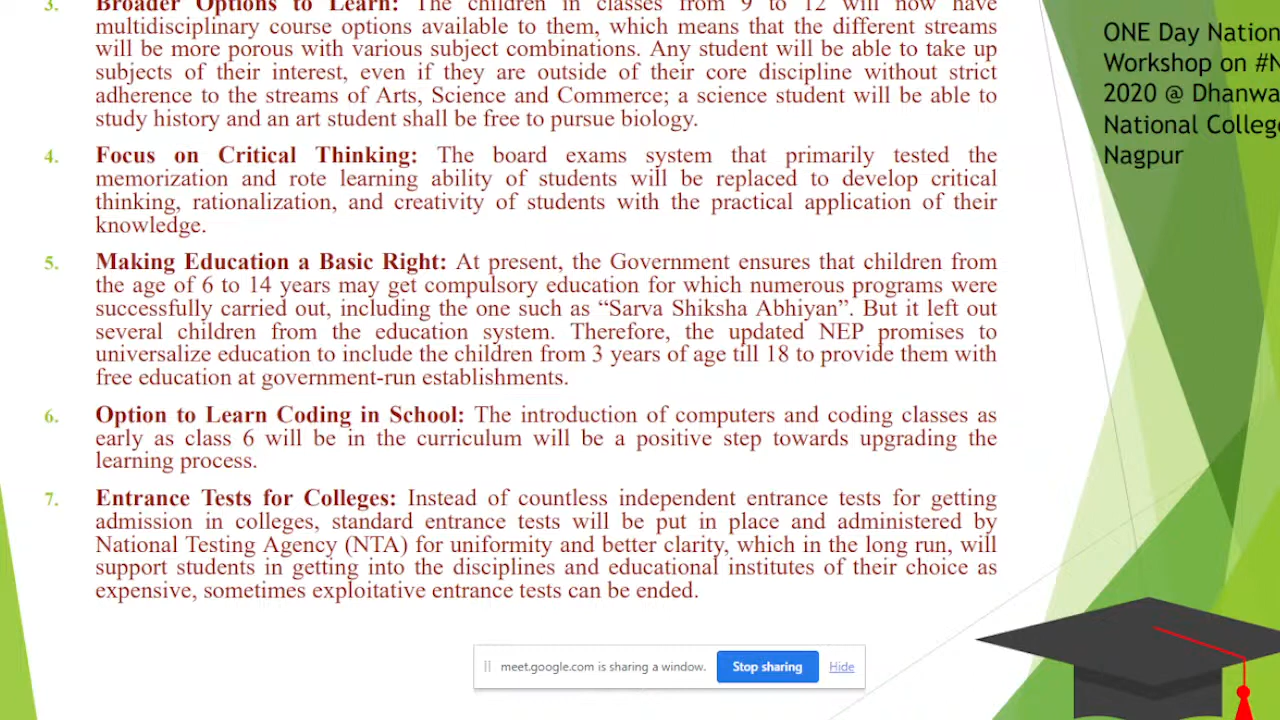 3. Broader Options to Learn: The children in classes from 9 to 12 will now have
multidisciplinary course options available to them, which means that the different streams
will be more porous with various subject combinations. Any student will be able to take up
subjects of their interest, even if they are outside of their core discipline without strict
adherence to the streams of Arts, Science and Commerce; a science student will be able to
study history and an art student shall be free to pursue biology.
4. Focus on Critical Thinking: The board exams system that primarily tested the
memorization and rote learning ability of students will be replaced to develop critical
thinking, rationalization, and creativity of students with the practical application of their
knowledge.
5. Making Education a Basic Right: At present, the Government ensures that children from
the age of 6 to 14 years may get compulsory education for which numerous programs were
successfully carried out, including the one such as “Sarva Shiksha Abhiyan”. But it left out
several children from the education system. Therefore, the updated NEP promises to
universalize education to include the children from 3 years of age till 18 to provide them with
free education at government-run establishments.
6. Option to Learn Coding in School: The introduction of computers and coding classes as
early as class 6 will be in the curriculum will be a positive step towards upgrading the
learning process.
7. Entrance Tests for Colleges: Instead of countless independent entrance tests for getting
admission in colleges, standard entrance tests will be put in place and administered by
National Testing Agency (NTA) for uniformity and better clarity, which in the long run, will
support students in getting into the disciplines and educational institutes of their choice as
expensive, sometimes exploitative entrance tests can be ended.
ONE Day Nation
Workshop on #N
2020 @ Dhanwa
National Colleg
Nagpur
meet.google.com is sharing a window. Stop sharing Hide